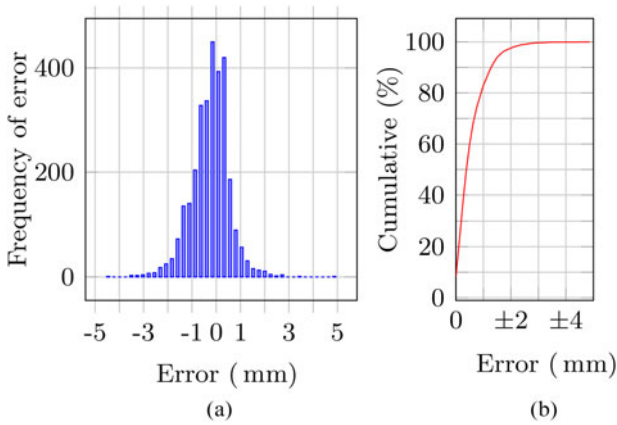 Frequency of error
400
200
0
-5 -3 -1 0 1 3 5
Error (mm)
(a)
Cumulative (%)
100
80
60
40
20
0
0 ±2 ±4
Error (mm)
(b)